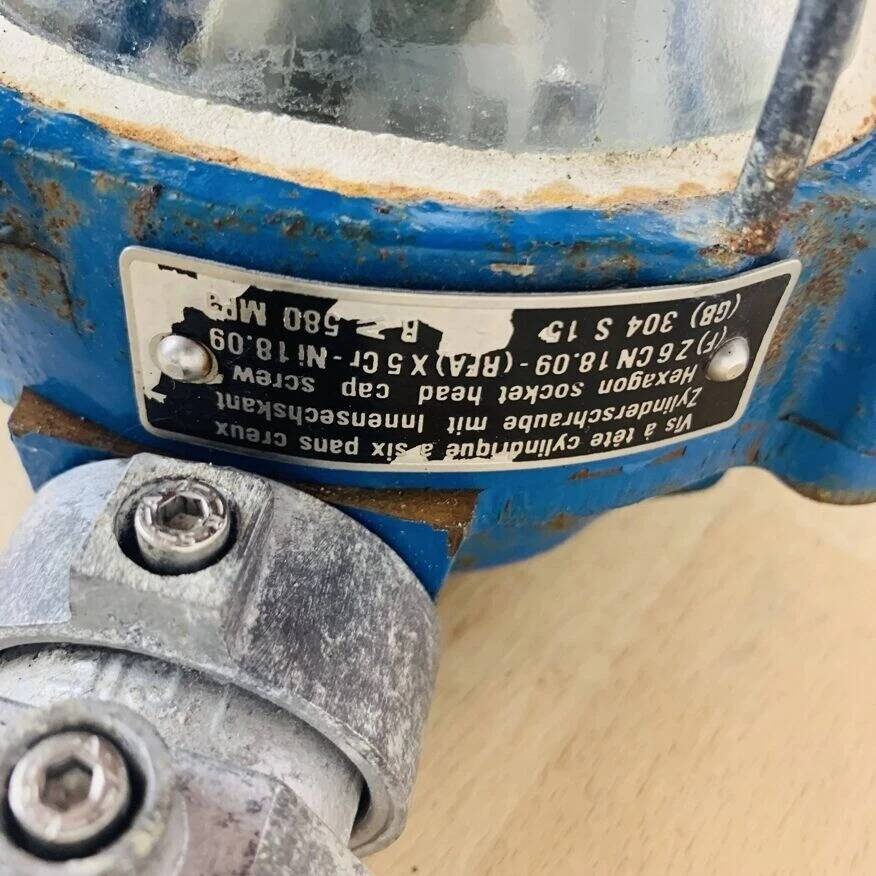 Vis à tête cylindrique à six pans creux
Zylinderschraube mit Innensechskant
Hexagon socket head cap screw
(F) Z 6 CN 18.09 - (RFA) X 5 Cr - Ni 18.09
(GB) 304 S 15 R 580 MPa